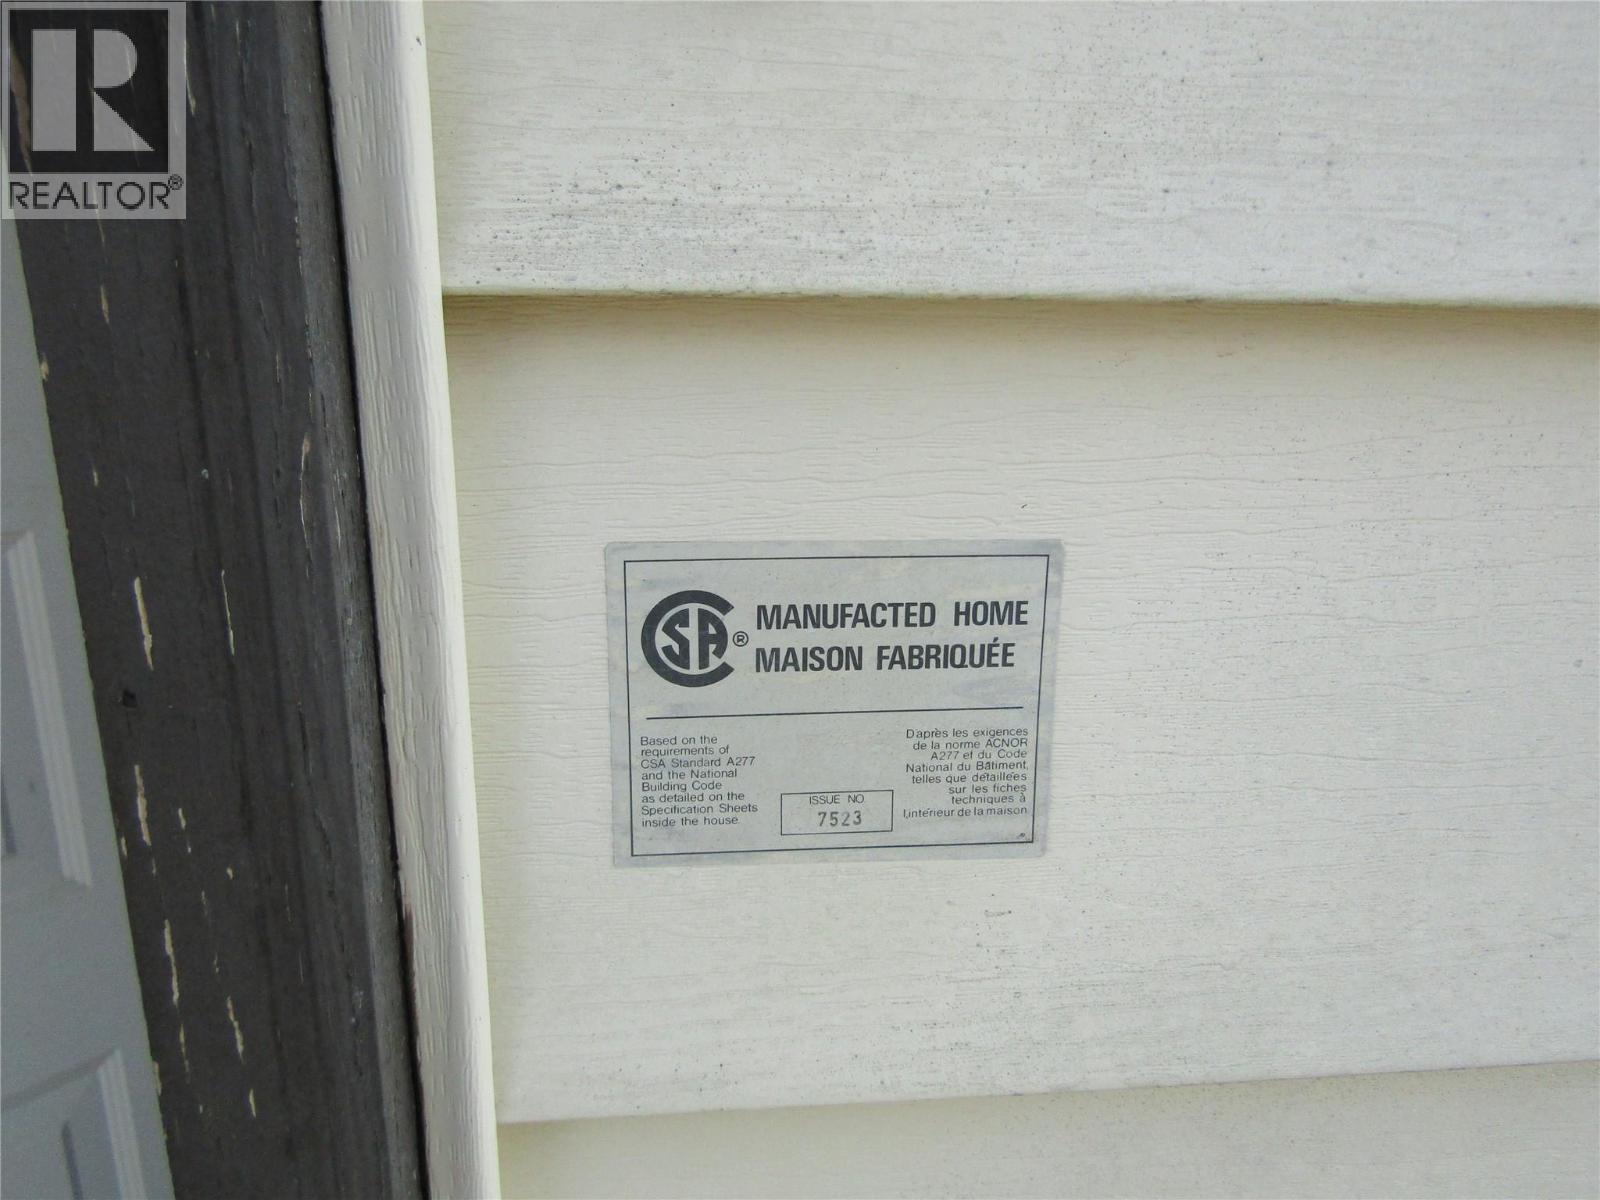 R
REALTOR®
CSA® MANUFACTED HOME
MAISON FABRIQUÉE
Based on the
requirements of
CSA Standard A277
and the National
Building Code
as detailed on the
Specification Sheets
inside the house.
ISSUE NO.
7523
D'après les exigences
de la norme ACNOR
A277 et du Code
National du Bâtiment,
telles que détaillées
sur les fiches
techniques à
l,intérieur de la maison